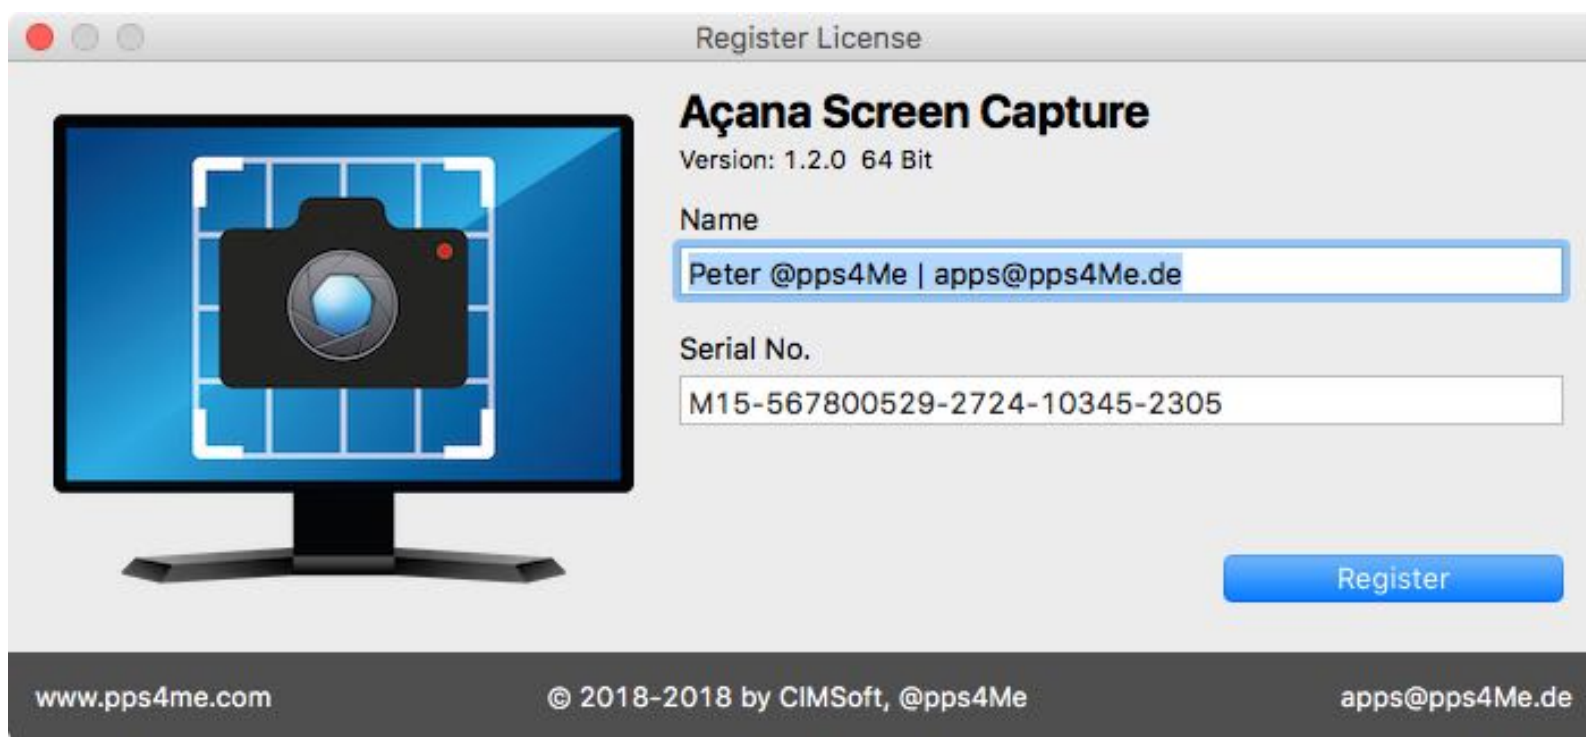 Register License
Açana Screen Capture
Version: 1.2.0 64 Bit
Name
Peter @pps4Me | apps@pps4Me.de
Serial No.
M15-567800529-2724-10345-2305
Register
www.pps4me.com
© 2018-2018 by CIMSoft, @pps4Me
apps@pps4Me.de